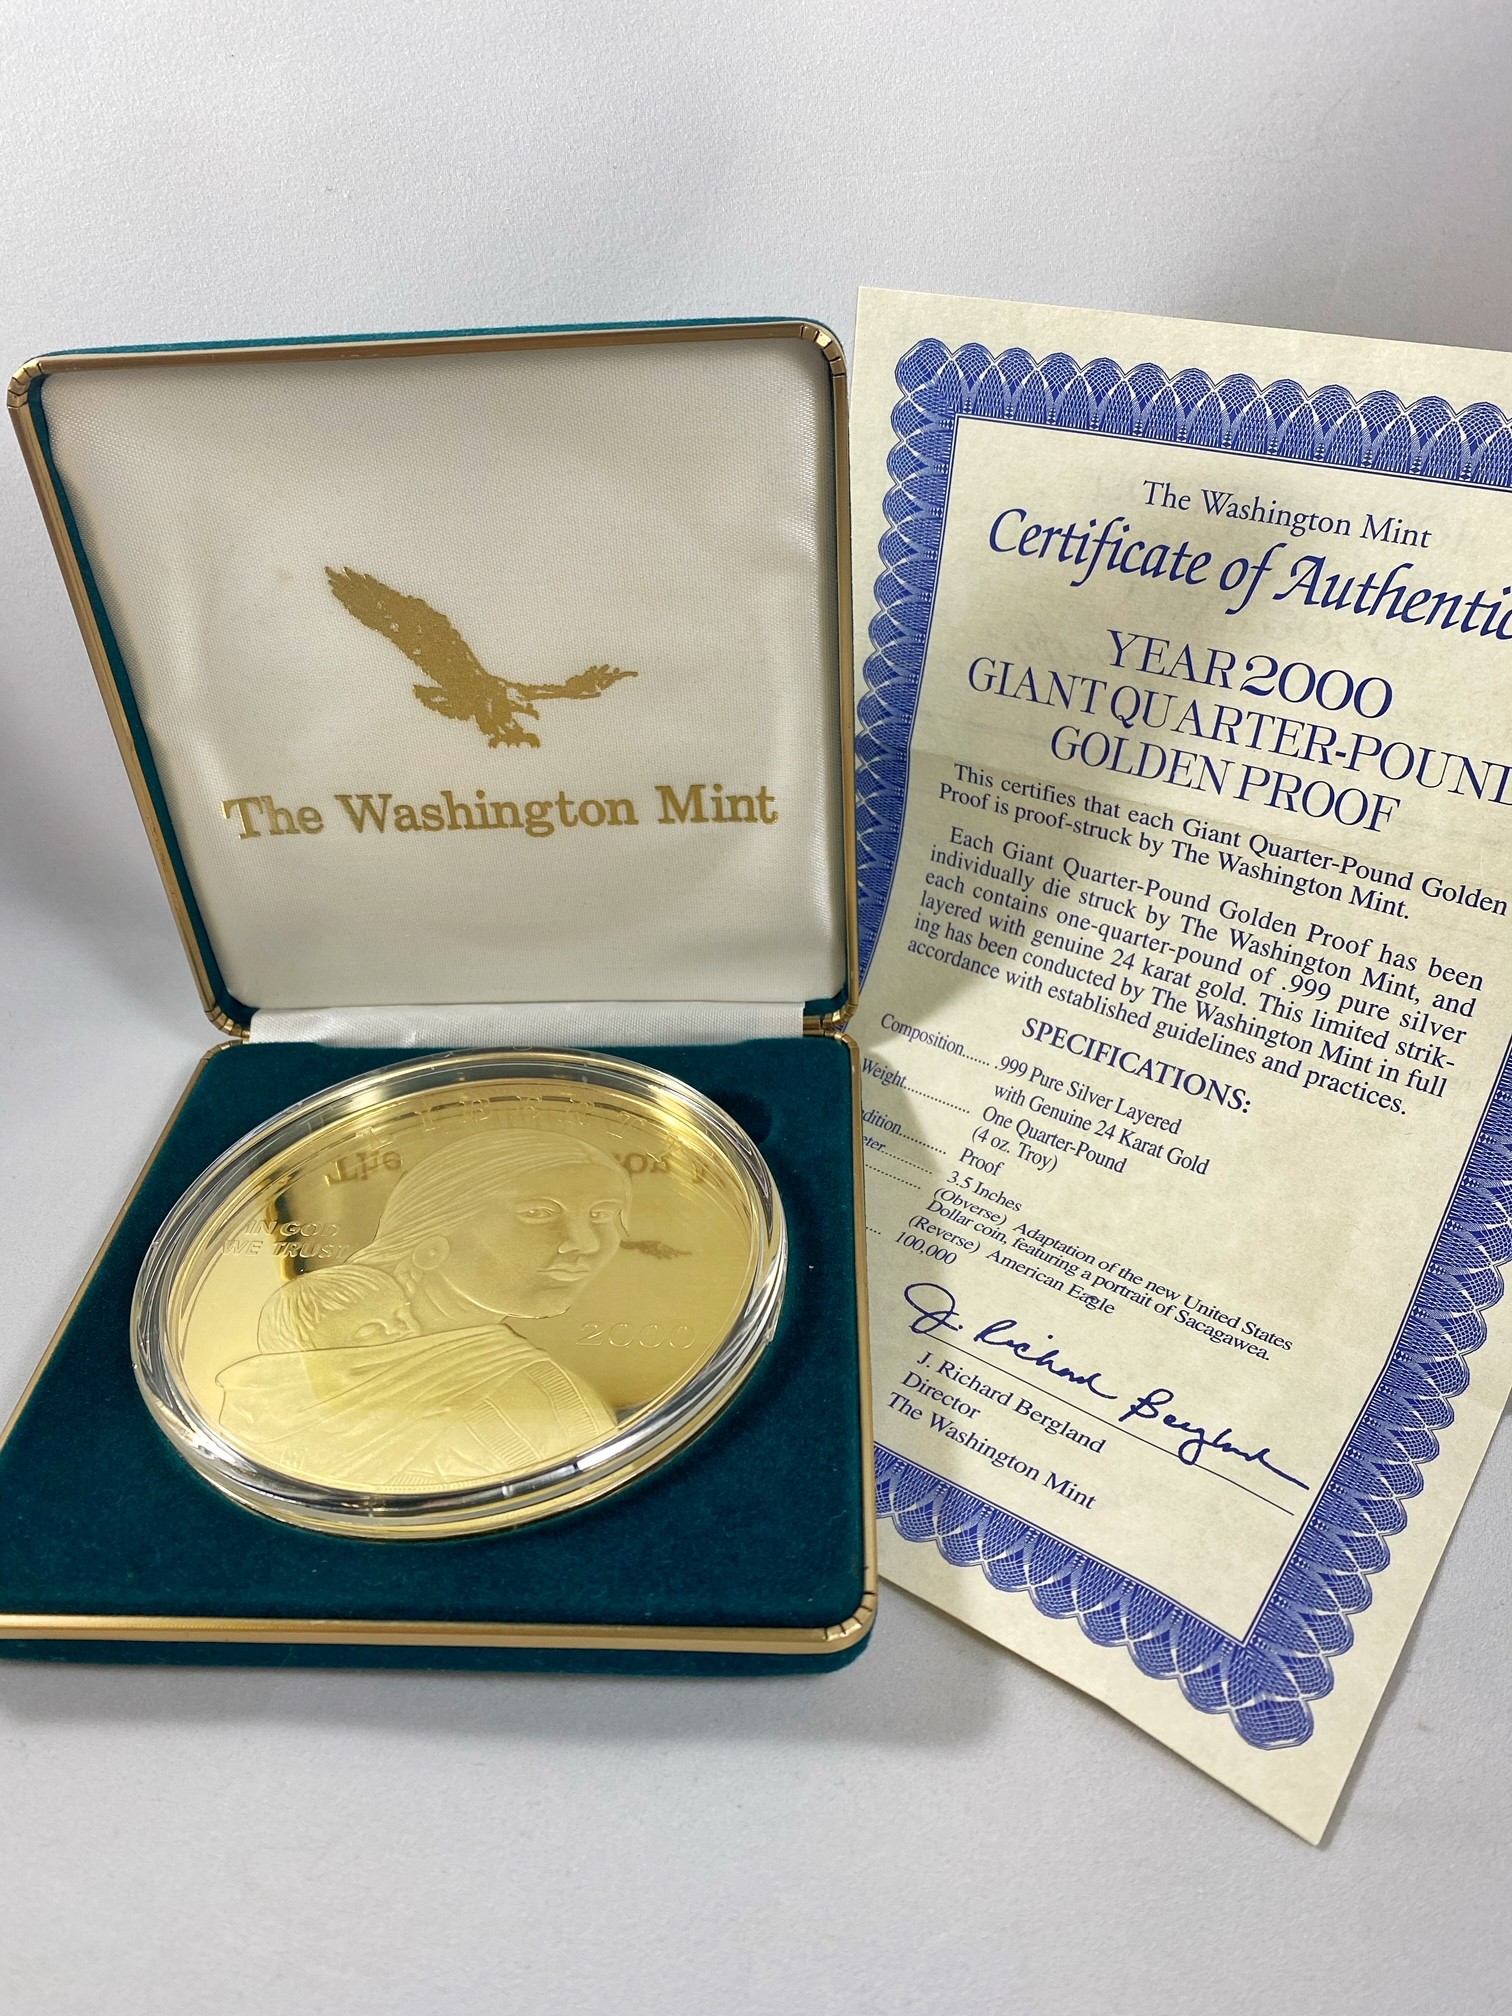 The Washington Mint
LIBERTY
IN GOD
WE TRUST
2000
The Washington Mint
Certificate of
YEAR 2000
GIANT QUARTER-POUND
GOLDEN PROOF
This certifies that each Giant Quarter-Pound Golden
Proof is proof-struck by The Washington Mint.
Each Giant Quarter-Pound Golden Proof has been
individually die struck by The Washington Mint, and
each contains one-quarter-pound of .999 pure silver
layered with genuine 24 karat gold. This limited strik-
ing has been conducted by The Washington Mint in full
accordance with established guidelines and practices.
SPECIFICATIONS:
Composition....... .999 Pure Silver Layered
with Genuine 24 Karat Gold
Weight............... One Quarter-Pound
(4 oz. Troy)
dition.......... Proof
eter........... 3.5 Inches
............ (Obverse) Adaptation of the new United States
Dollar coin, featuring a portrait of Sacagawea.
(Reverse) American Eagle
.... 100,000
J. Richard Bergland
J. Richard Bergland
Director
The Washington Mint